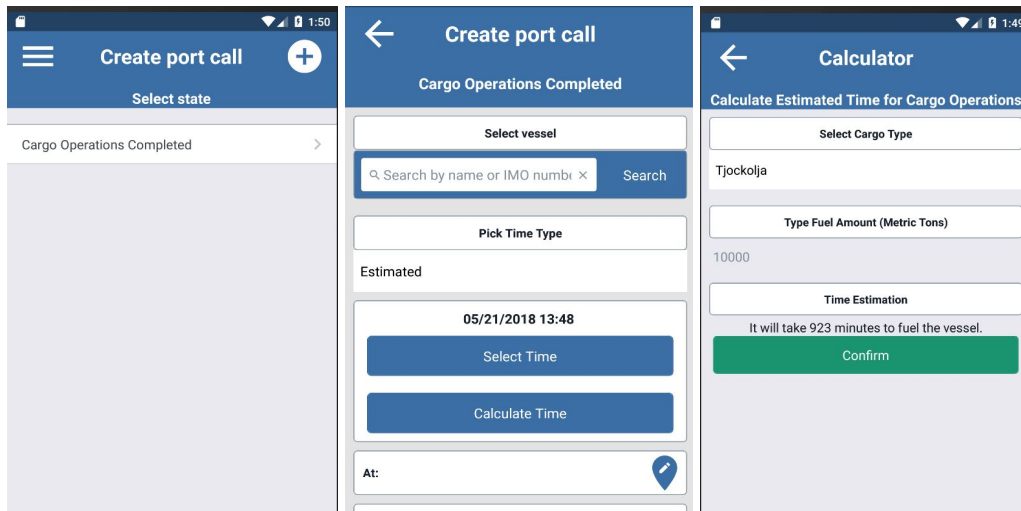 1:50
Create port call
Select state
Cargo Operations Completed
Create port call
Cargo Operations Completed
Select vessel
Search by name or IMO numbe
Search
Pick Time Type
Estimated
05/21/2018 13:48
Select Time
Calculate Time
At:
1:49
Calculator
Calculate Estimated Time for Cargo Operations
Select Cargo Type
Tjockolja
Type Fuel Amount (Metric Tons)
10000
Time Estimation
It will take 923 minutes to fuel the vessel.
Confirm